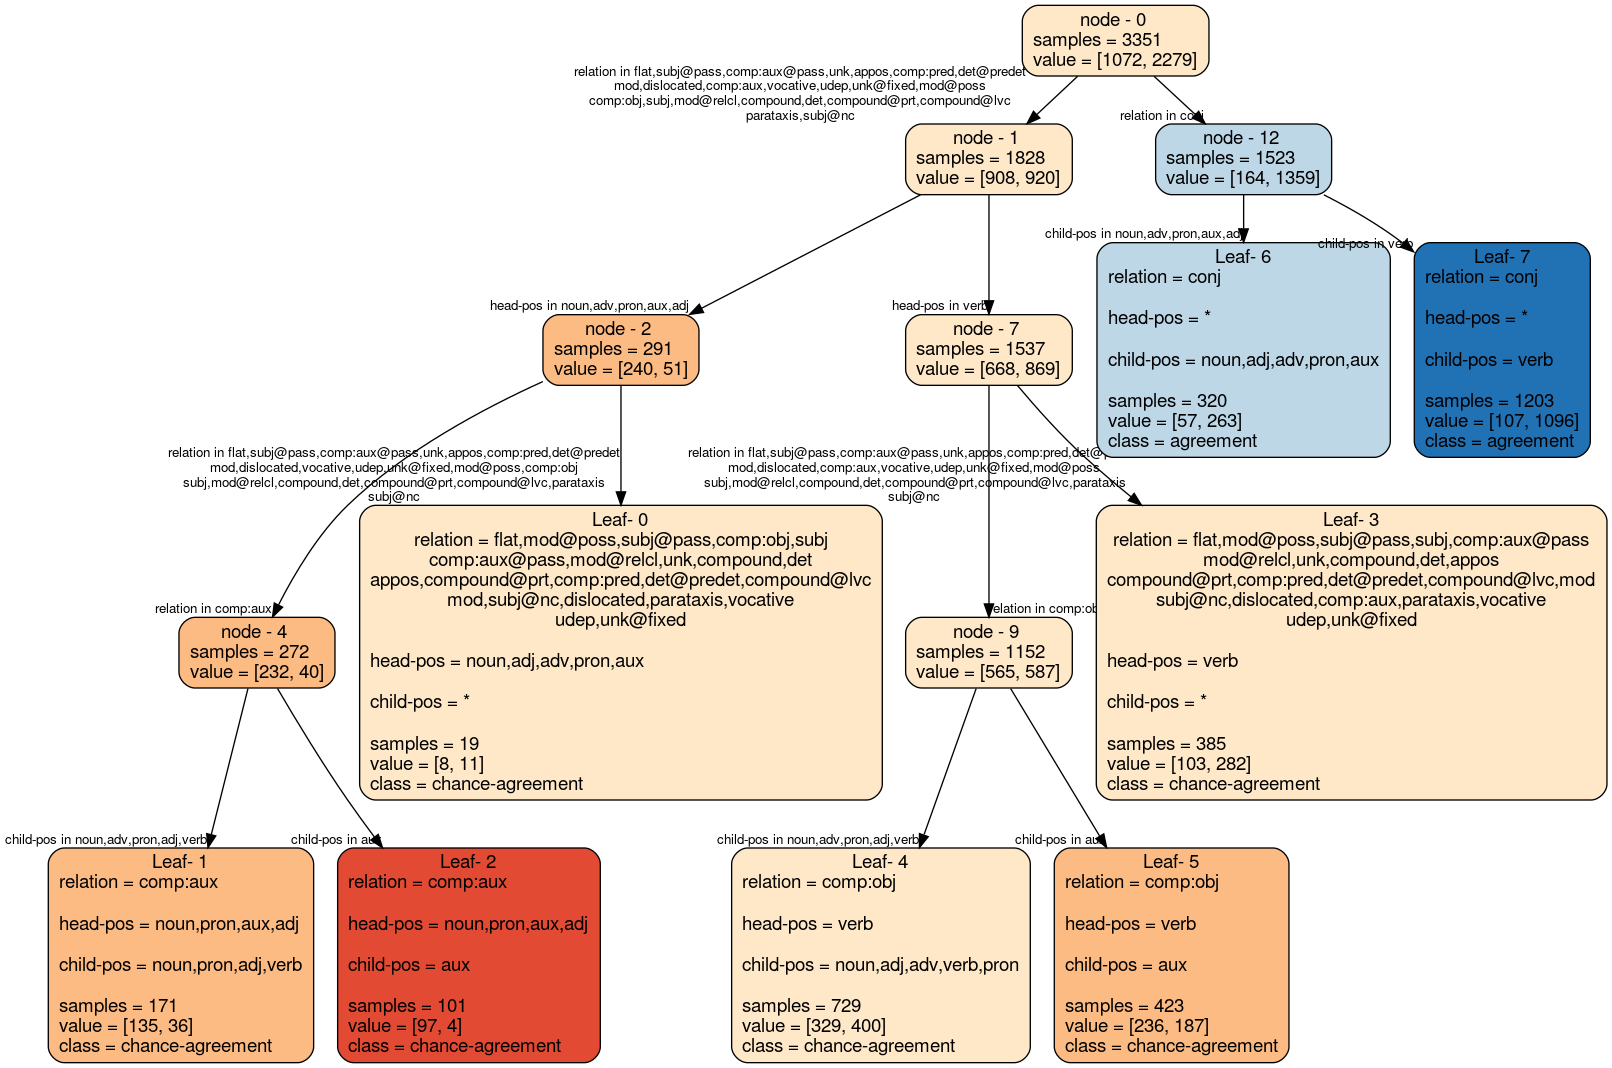 node - 0
samples = 3351
value = [1072, 2279]
relation in flat,subj@pass,comp:aux@pass,unk,appos,comp:pred,det@predet
mod,dislocated,comp:aux,vocative,udep,unk@fixed,mod@poss
comp:obj,subj,mod@relcl,compound,det,compound@prt,compound@lvc
parataxis,subj@nc
relation in conj
node - 1
samples = 1828
value = [908, 920]
node - 12
samples = 1523
value = [164, 1359]
head-pos in noun,adv,pron,aux,adj
head-pos in verb
child-pos in noun,adv,pron,aux,adj
child-pos in verb
node - 2
samples = 291
value = [240, 51]
node - 7
samples = 1537
value = [668, 869]
Leaf- 6
relation = conj
head-pos = *
child-pos = noun,adj,adv,pron,aux
samples = 320
value = [57, 263]
class = agreement
Leaf- 7
relation = conj
head-pos = *
child-pos = verb
samples = 1203
value = [107, 1096]
class = agreement
relation in flat,subj@pass,comp:aux@pass,unk,appos,comp:pred,det@predet
mod,dislocated,vocative,udep,unk@fixed,mod@poss,comp:obj
subj,mod@relcl,compound,det,compound@prt,compound@lvc,parataxis
subj@nc
relation in flat,subj@pass,comp:aux@pass,unk,appos,comp:pred,det@p
mod,dislocated,comp:aux,vocative,udep,unk@fixed,mod@poss
subj,mod@relcl,compound,det,compound@prt,compound@lvc,parataxis
subj@nc
relation in comp:aux
node - 4
samples = 272
value = [232, 40]
Leaf- 0
relation = flat,mod@poss,subj@pass,comp:obj,subj
comp:aux@pass,mod@relcl,unk,compound,det
appos,compound@prt,comp:pred,det@predet,compound@lvc
mod,subj@nc,dislocated,parataxis,vocative
udep,unk@fixed
head-pos = noun,adj,adv,pron,aux
child-pos = *
samples = 19
value = [8, 11]
class = chance-agreement
relation in comp:ob
node - 9
samples = 1152
value = [565, 587]
Leaf- 3
relation = flat,mod@poss,subj@pass,subj,comp:aux@pass
mod@relcl,unk,compound,det,appos
compound@prt,comp:pred,det@predet,compound@lvc,mod
subj@nc,dislocated,comp:aux,parataxis,vocative
udep,unk@fixed
head-pos = verb
child-pos = *
samples = 385
value = [103, 282]
class = chance-agreement
child-pos in noun,adv,pron,adj,verb
child-pos in aux
child-pos in noun,adv,pron,adj,verb
child-pos in aux
Leaf- 1
relation = comp:aux
head-pos = noun,pron,aux,adj
child-pos = noun,pron,adj,verb
samples = 171
value = [135, 36]
class = chance-agreement
Leaf- 2
relation = comp:aux
head-pos = noun,pron,aux,adj
child-pos = aux
samples = 101
value = [97, 4]
class = chance-agreement
Leaf- 4
relation = comp:obj
head-pos = verb
child-pos = noun,adj,adv,verb,pron
samples = 729
value = [329, 400]
class = chance-agreement
Leaf- 5
relation = comp:obj
head-pos = verb
child-pos = aux
samples = 423
value = [236, 187]
class = chance-agreement